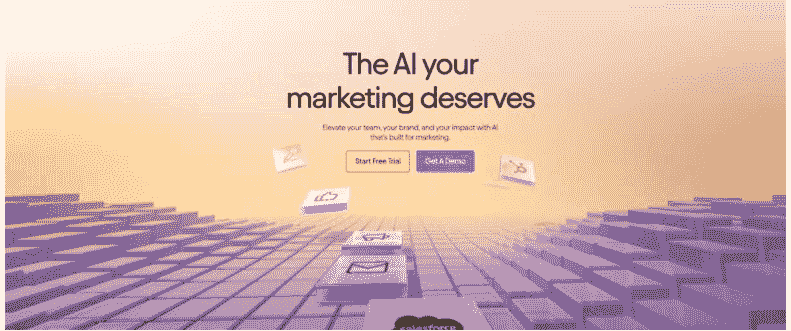 The AI your
marketing deserves
Elevate your team, your brand, and your impact with AI
that's built for marketing.
Start Free Trial
Get A Demo
salesforce